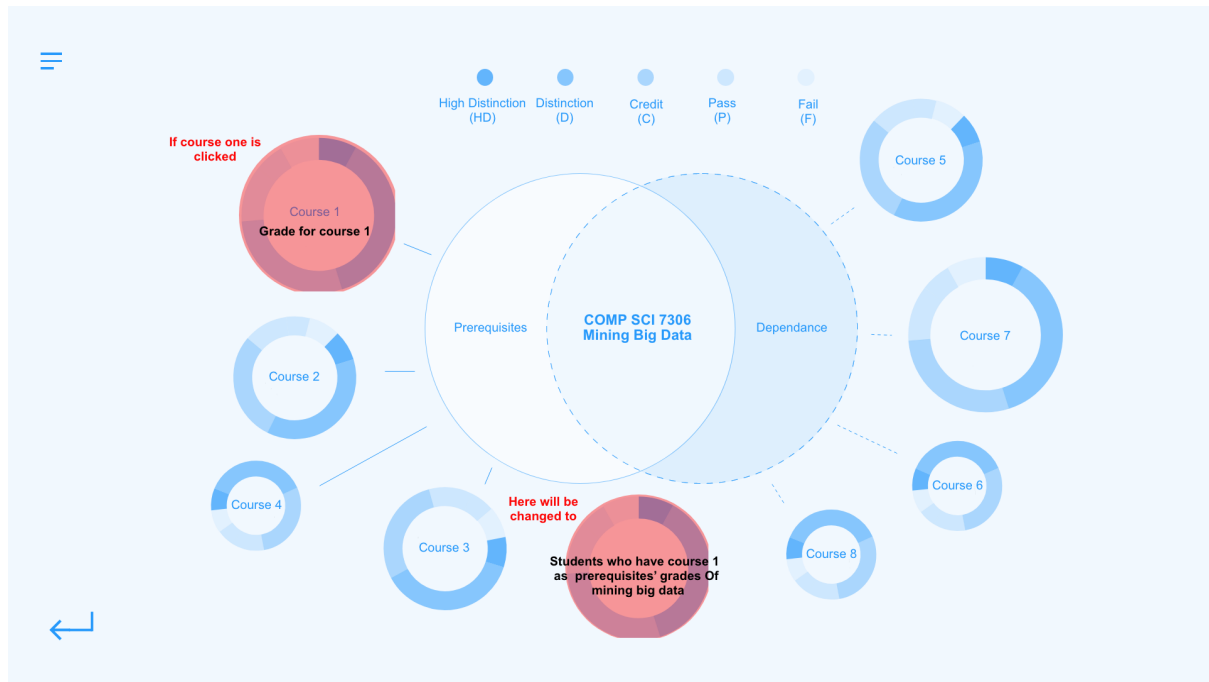 High Distinction
(HD)
Distinction
(D)
Credit
(C)
Pass
(P)
Fail
(F)
If course one is
clicked
Course 1
Grade for course 1
Course 5
Prerequisites
COMP SCI 7306
Mining Big Data
Dependance
Course 7
Course 2
Course 4
Course 3
Here will be
changed to
Students who have course 1
as prerequisites' grades Of
mining big data
Course 6
Course 8